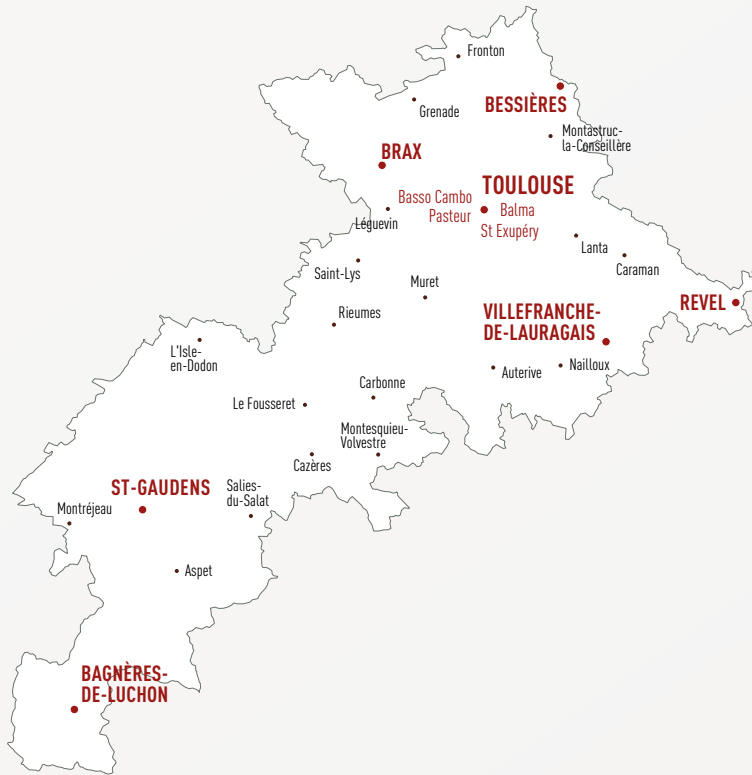 Fronton
BESSIÈRES
Grenade
Montastruc-
la-Conseillère
BRAX
TOULOUSE
Basso Cambo
Pasteur
Balma
St Exupéry
Léguevin
Lanta
Caraman
Saint-Lys
Muret
REVEL
VILLEFRANCHE-
DE-LAURAGAIS
Rieumes
L'Isle-
en-Dodon
Auterive
Nailloux
Carbonne
Le Fousseret
Montesquieu-
Volvestre
Cazères
ST-GAUDENS
Salies-
du-Salat
Montréjeau
Aspet
BAGNÈRES-
DE-LUCHON